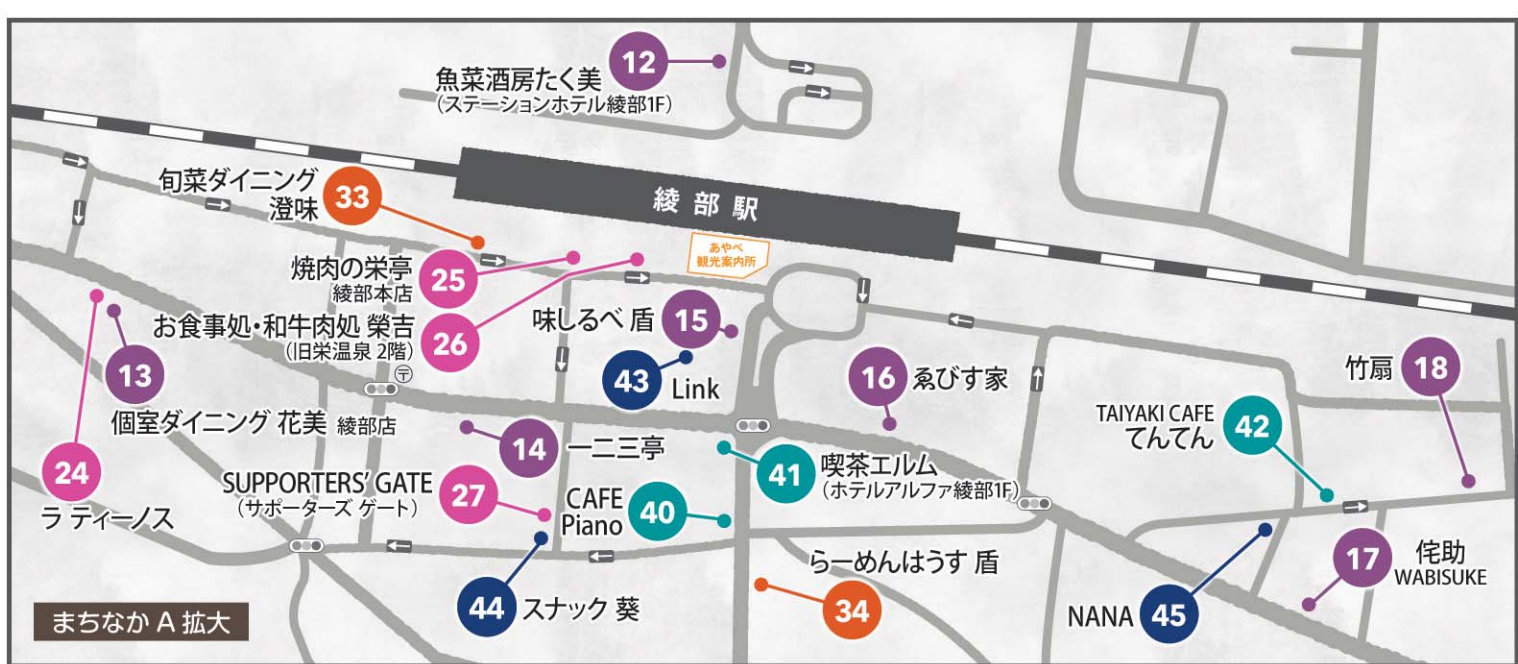 12
魚菜酒房たく美
(ステーションホテル綾部1F)
綾部駅
あやべ
観光案内所
旬菜ダイニング
澄味
33
焼肉の栄亭
綾部本店
25
お食事処・和牛肉処 榮吉
(旧栄温泉 2階)
26
〒
味しるべ 盾
15
43
Link
16
ゑびす家
竹扇
18
13
個室ダイニング 花美 綾部店
24
ラ ティーノス
14
一二三亭
SUPPORTERS' GATE
(サポーターズ ゲート)
27
CAFE
Piano
40
41
喫茶エルム
(ホテルアルファ綾部1F)
TAIYAKI CAFE
てんてん
42
44
スナック 葵
らーめんはうす 盾
34
NANA
45
17
侘助
WABISUKE
まちなか A 拡大